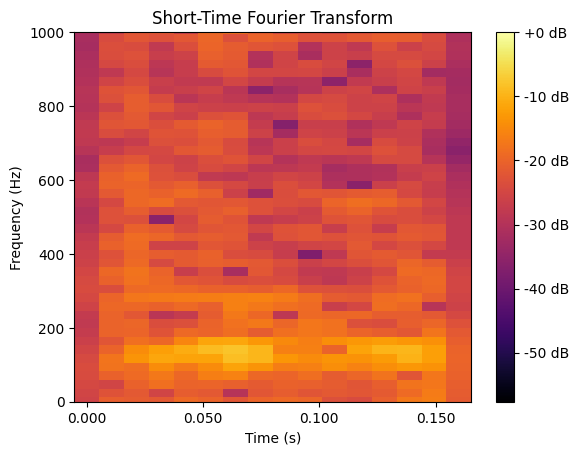 Short-Time Fourier Transform
1000
800
600
400
200
0
Frequency (Hz)
0.000
0.050
0.100
0.150
Time (s)
+0 dB
-10 dB
-20 dB
-30 dB
-40 dB
-50 dB